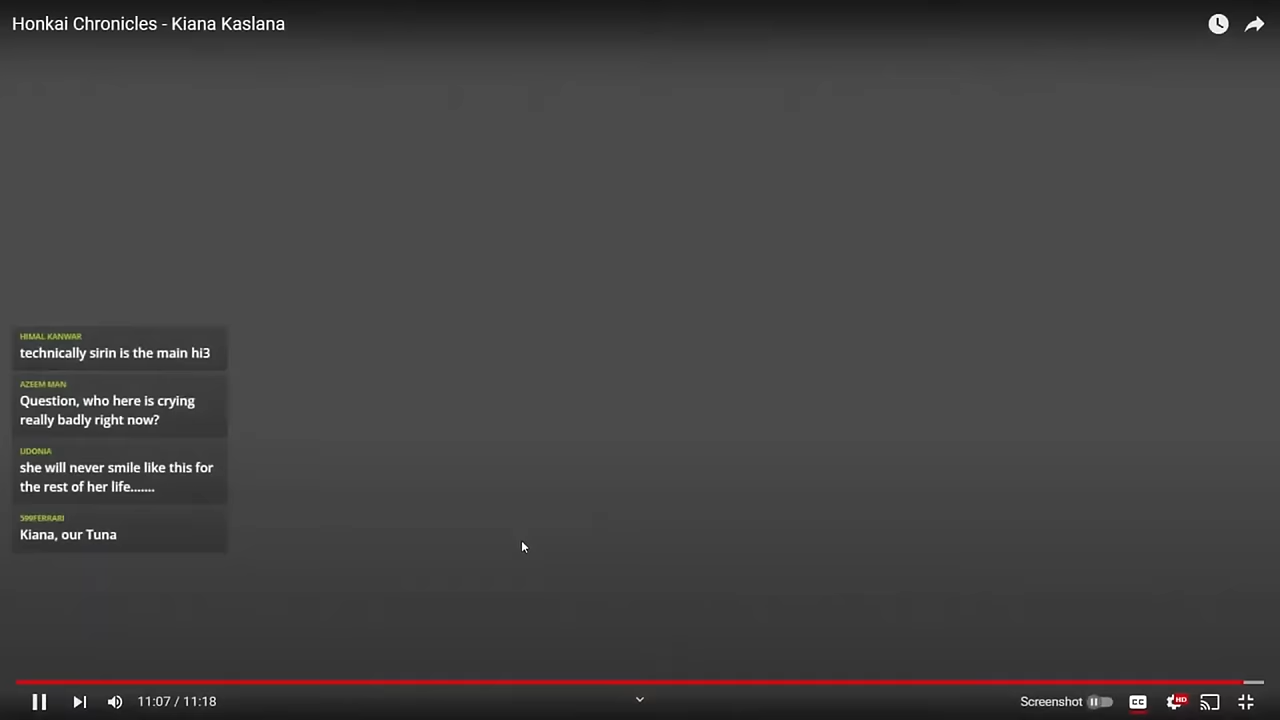 Honkai Chronicles - Kiana Kaslana
HIMAL KANWAR
technically sirin is the main hi3
AZEEM MAN
Question, who here is crying
really badly right now?
UDONIA
she will never smile like this for
the rest of her life.......
599FERRARI
Kiana, our Tuna
11:07 / 11:18
Screenshot
CC
HD